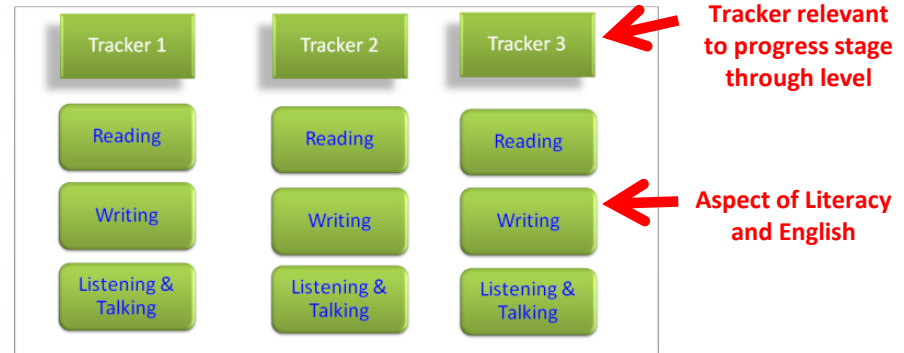 Tracker 1
Tracker 2
Tracker 3
Tracker relevant
to progress stage
through level
Reading
Reading
Reading
Writing
Writing
Writing
Aspect of Literacy
and English
Listening &
Talking
Listening &
Talking
Listening &
Talking